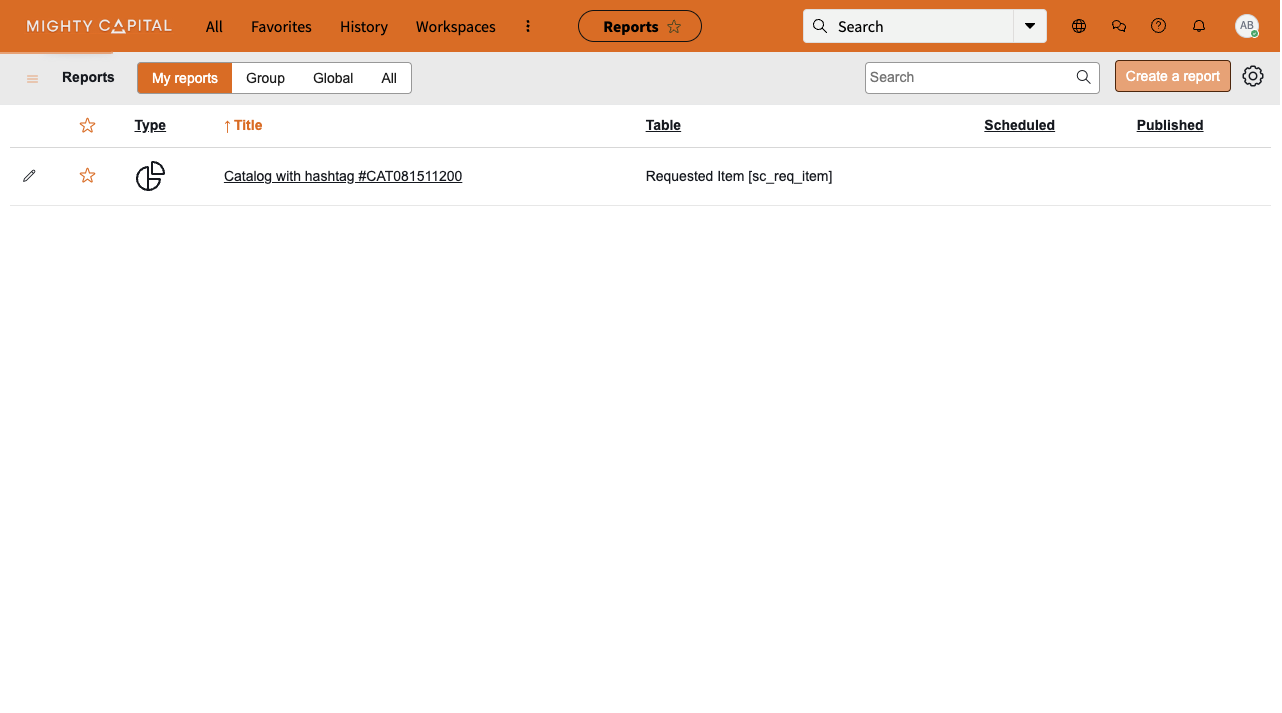 MIGHTY CAPITAL All Favorites History Workspaces Reports Search AB
Reports My reports Group Global All Search Create a report
Type ↑ Title Table Scheduled Published
Catalog with hashtag #CAT081511200 Requested Item [sc_req_item]